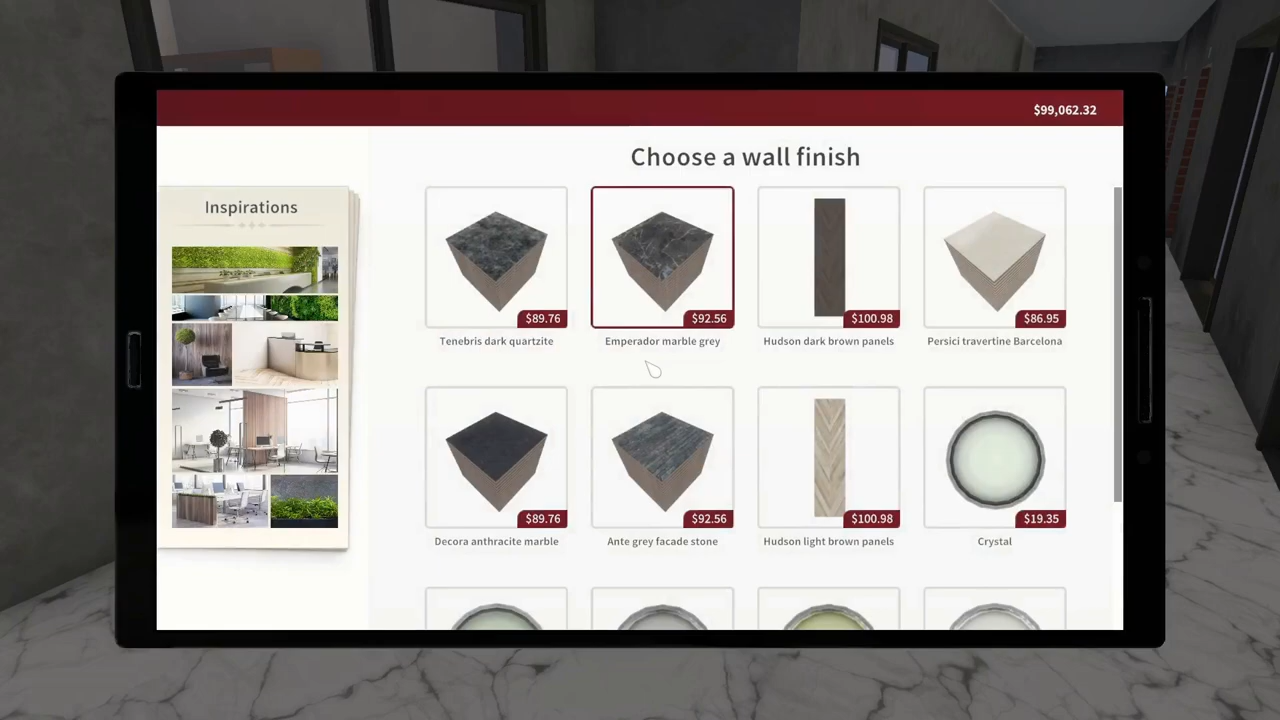 $99,062.32
Choose a wall finish
Inspirations
$89.76
$92.56
$100.98
$86.95
Tenebris dark quartzite
Emperador marble grey
Hudson dark brown panels
Persici travertine Barcelona
$89.76
$92.56
$100.98
$19.35
Decora anthracite marble
Ante grey facade stone
Hudson light brown panels
Crystal